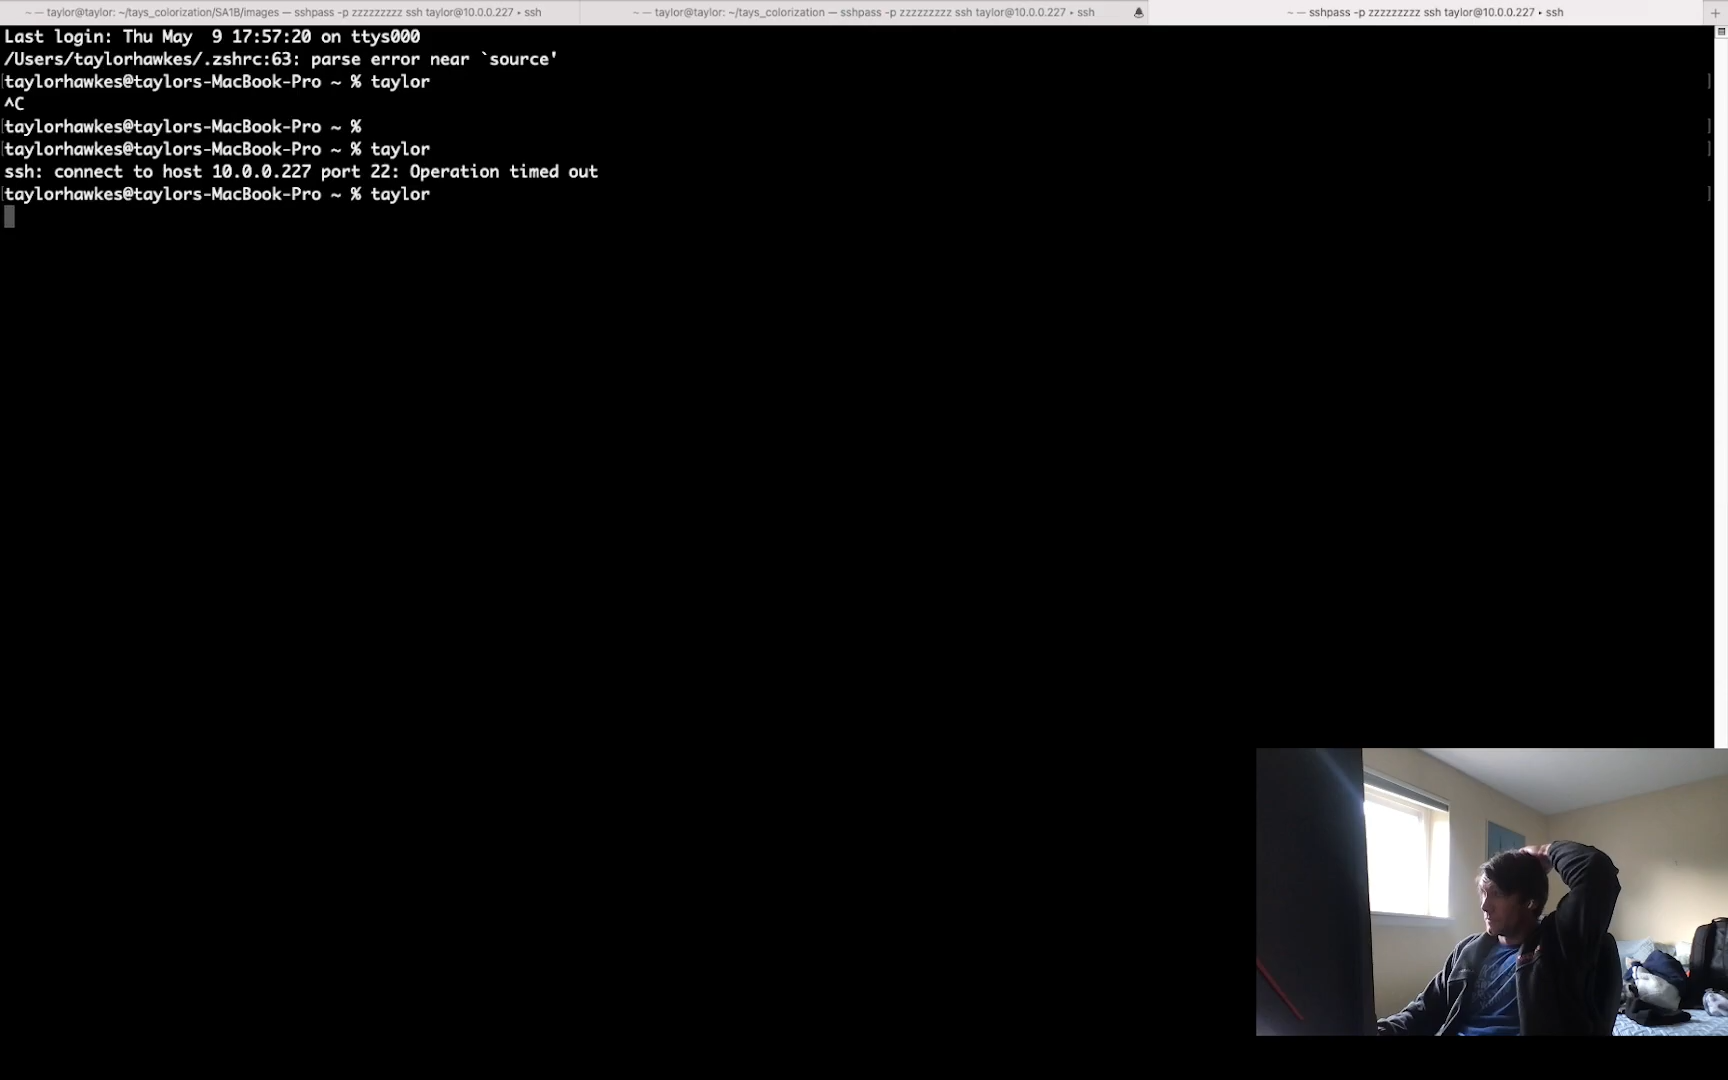 ~ — taylor@taylor: ~/tays_colorization/SA1B/images — sshpass -p zzzzzzzzz ssh taylor@10.0.0.227 • ssh
~ — taylor@taylor: ~/tays_colorization — sshpass -p zzzzzzzzz ssh taylor@10.0.0.227 ▸ ssh
~ — sshpass -p zzzzzzzzz ssh taylor@10.0.0.227 ▸ ssh
Last login: Thu May  9 17:57:20 on ttys000
/Users/taylorhawkes/.zshrc:63: parse error near `source'
taylorhawkes@taylors-MacBook-Pro ~ % taylor
^C
taylorhawkes@taylors-MacBook-Pro ~ %
taylorhawkes@taylors-MacBook-Pro ~ % taylor
ssh: connect to host 10.0.0.227 port 22: Operation timed out
taylorhawkes@taylors-MacBook-Pro ~ % taylor